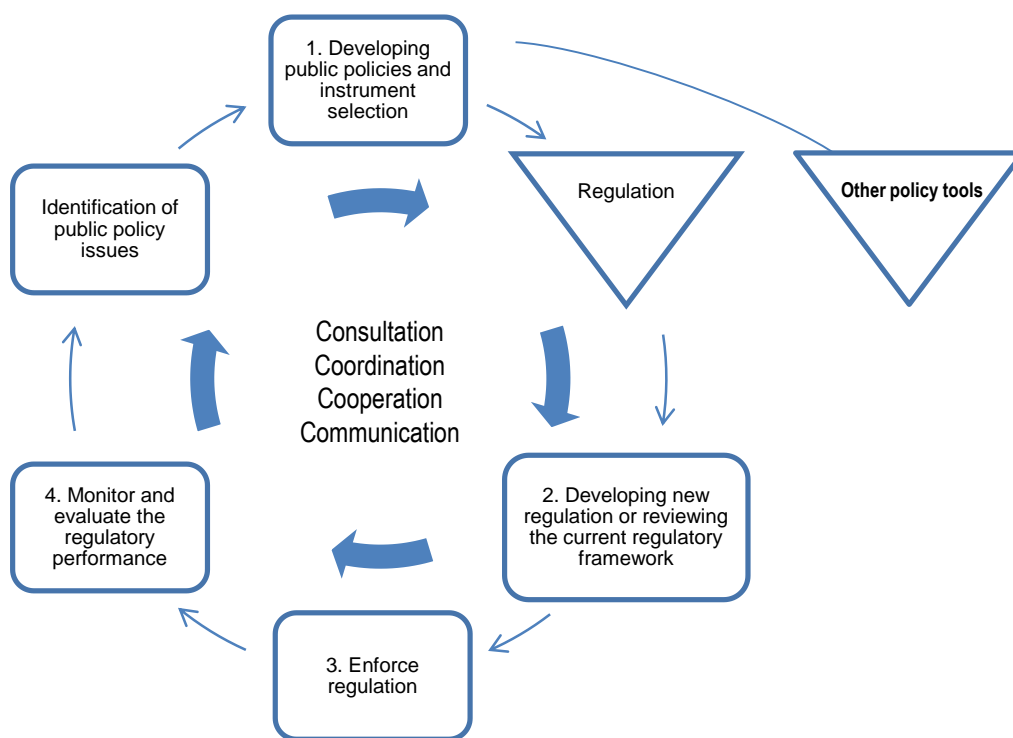 1. Developing
public policies and
instrument
selection
Regulation
Other policy tools
Identification of
public policy
issues
Consultation
Coordination
Cooperation
Communication
4. Monitor and
evaluate the
regulatory
performance
2. Developing new
regulation or reviewing
the current regulatory
framework
3. Enforce
regulation